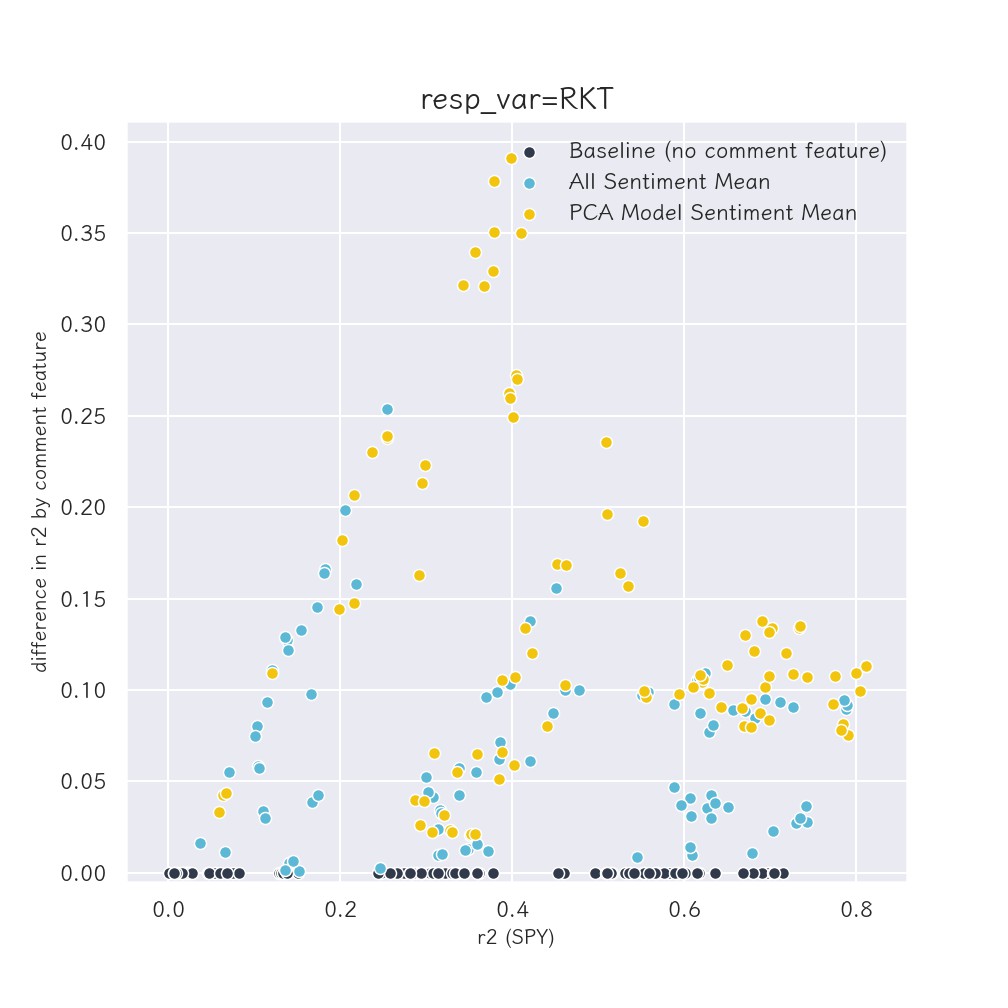 resp_var=RKT
Baseline (no comment feature)
All Sentiment Mean
PCA Model Sentiment Mean
0.40
0.35
0.30
0.25
0.20
0.15
0.10
0.05
0.00
difference in r2 by comment feature
0.0 0.2 0.4 0.6 0.8
r2 (SPY)